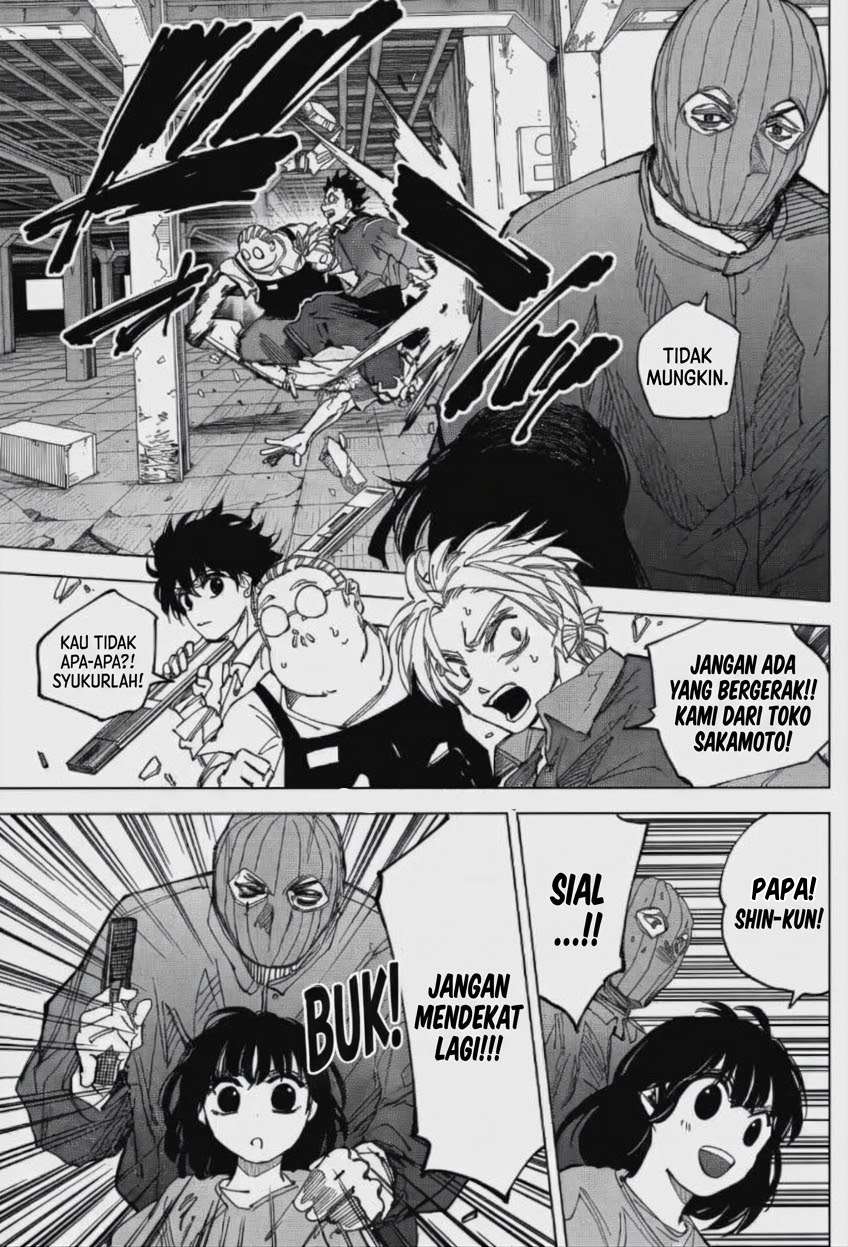 TIDAK
MUNGKIN.
JANGAN ADA
YANG BERGERAK!!
KAMI DARI TOKO
SAKAMOTO!
KAU TIDAK
APA-APA?!
SYUKURLAH!
PAPA!
SHIN-KUN!
SIAL
...!!
JANGAN
MENDEKAT
LAGI!!!
BUK!